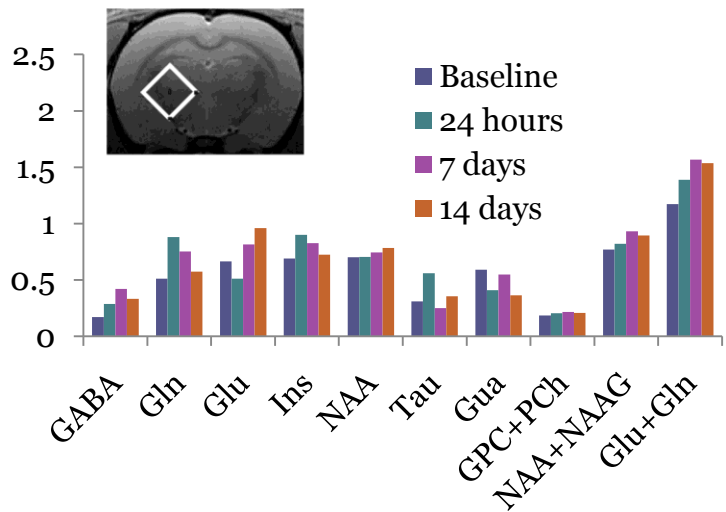 2.5
2
1.5
1
0.5
0
Baseline
24 hours
7 days
14 days
GABA
Gln
Glu
Ins
NAA
Tau
Gua
GPC+PCh
NAA+NAAG
Glu+Gln